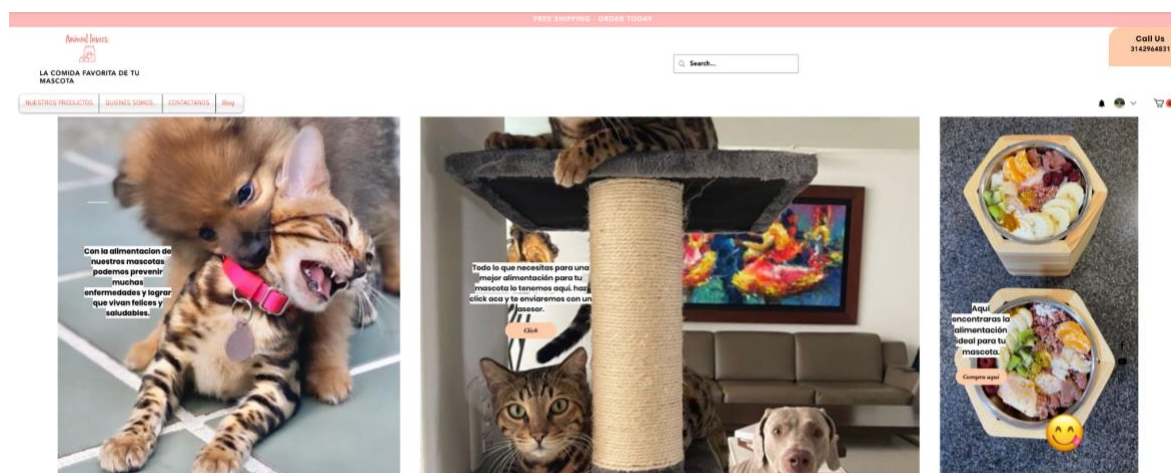 FREE SHIPPING - ORDER TODAY
Animal lovers
LA COMIDA FAVORITA DE TU
MASCOTA
Search...
Call Us
3142964831
NUESTROS PRODUCTOS
QUIENES SOMOS
CONTACTANOS
Blog
Con la alimentacion de
nuestros mascotas
podemos prevenir
muchas
enfermedades y lograr
que vivan felices y
saludables.
Todo lo que necesitas para una
mejor alimentación para tu
mascota lo tenemos aqui. haz
click aca y te enviaremos con un
asesor.
Click
Aqui
encontraras la
alimentación
ideal para tu
mascota.
Compra aqui